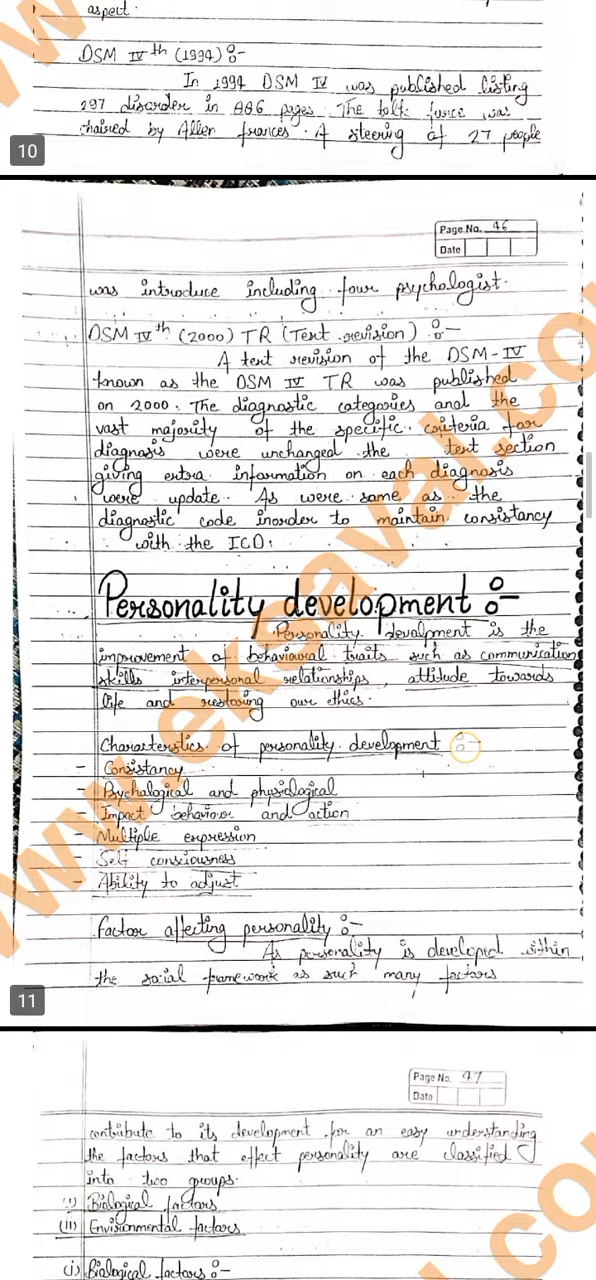 aspect.
DSM IVth (1994) :-
In 1994 DSM IV was published listing
297 disorder in 886 pages. The talk force was
chaired by Allen frances. A steering of 27 people
10
Page No. 46
Date
was introduce including four psychologist.
DSM IVth (2000) TR (Text revision) :-
A text revision of the DSM-IV
known as the DSM IV TR was published
on 2000. The diagnostic categories and the
vast majority of the specific criteria for
diagnosis were unchanged the text section
giving extra information on each diagnosis
were update. As were some as the
diagnostic code inorder to maintain consistancy
with the ICD.
Personality development :-
Personality devalpment is the
improvement of behavioural traits such as communication
skills interpersonal relationships, attitude towards
life and restoring our ethics.
Characteristics of personality development :-
- Consistancy
- Psychalogical and physiological
- Impact behaviour and action
- Multiple expression
- Self consciousness
- Ability to adjust
Factor affecting personality :-
As personality is developed within
the social framework as such many factors
11
Page No. 47
Date
contribute to its development for an easy understanding
the factors that effect personality are classified
into two groups.
(i) Biological factors
(ii) Environmental factors
(i) Biological factors :-
www.eksaval.com